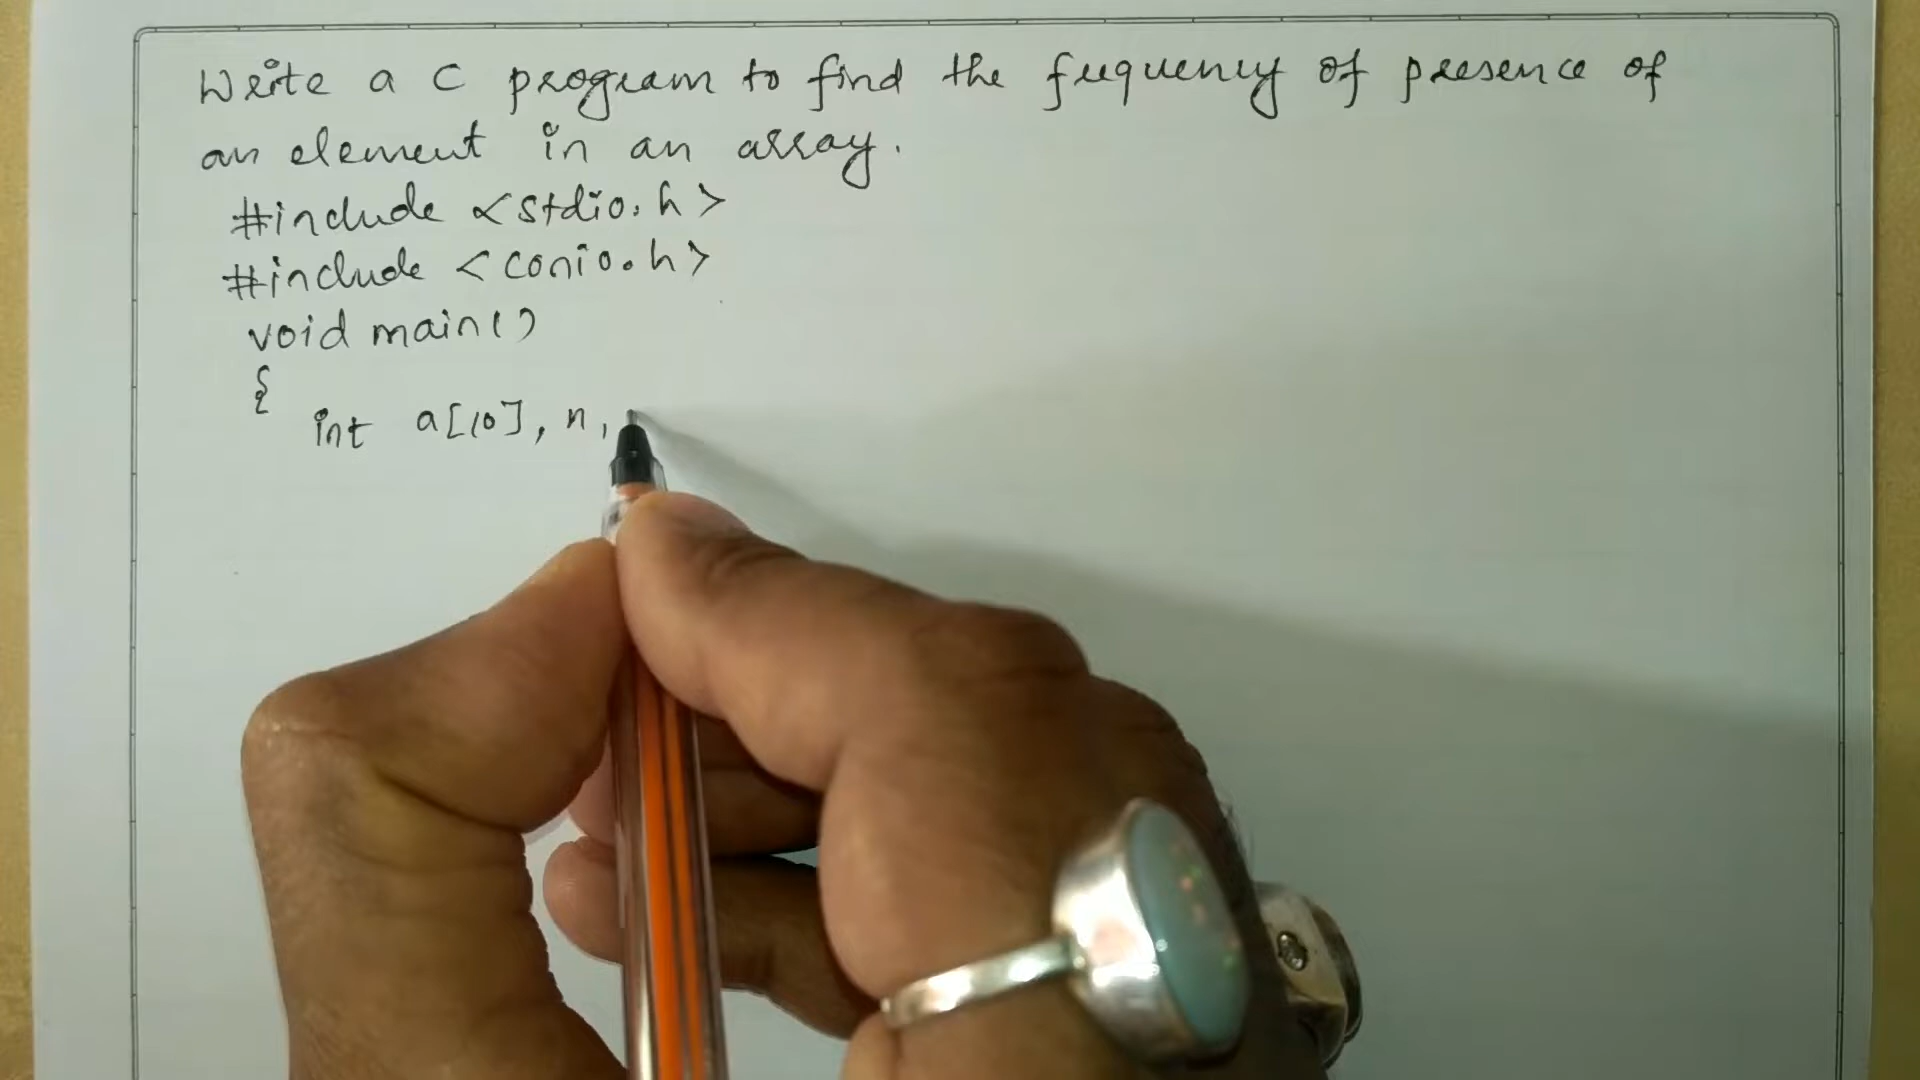 Write a C program to find the frequency of presence of
an element in an array.
#include <stdio.h>
#include <conio.h>
void main()
{
int a[10], n,